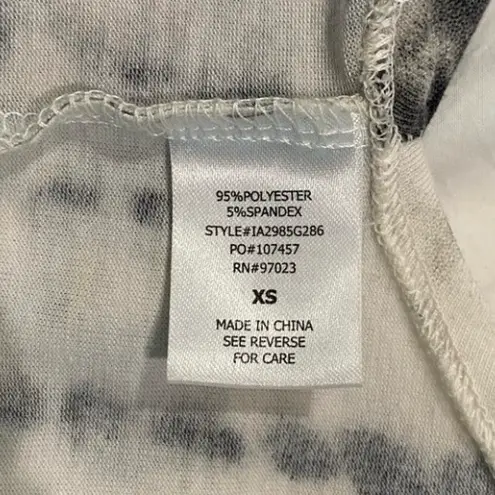 95%POLYESTER
5%SPANDEX
STYLE#IA2985G286
PO#107457
RN#97023
XS
MADE IN CHINA
SEE REVERSE
FOR CARE